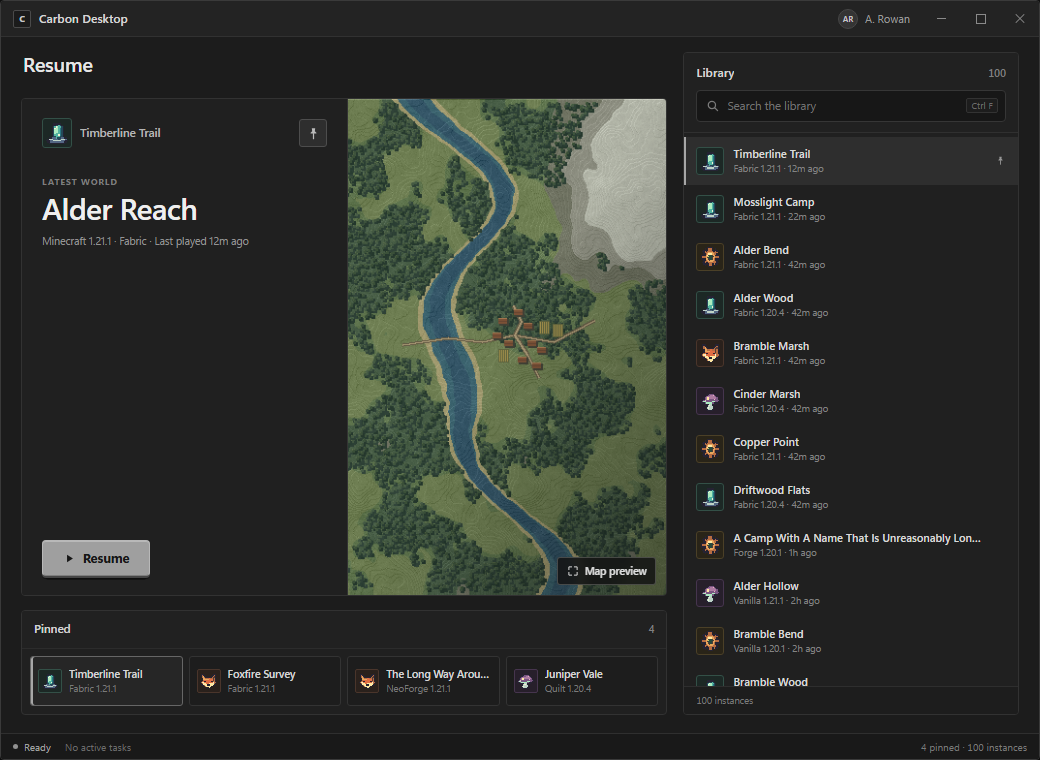 C Carbon Desktop
AR A. Rowan
Resume
Timberline Trail
LATEST WORLD
Alder Reach
Minecraft 1.21.1 · Fabric · Last played 12m ago
Resume
Map preview
Pinned 4
Timberline Trail
Fabric 1.21.1
Foxfire Survey
Fabric 1.21.1
The Long Way Arou...
NeoForge 1.21.1
Juniper Vale
Quilt 1.20.4
Library 100
Search the library Ctrl F
Timberline Trail
Fabric 1.21.1 · 12m ago
Mosslight Camp
Fabric 1.21.1 · 22m ago
Alder Bend
Fabric 1.21.1 · 42m ago
Alder Wood
Fabric 1.20.4 · 42m ago
Bramble Marsh
Fabric 1.21.1 · 42m ago
Cinder Marsh
Fabric 1.20.4 · 42m ago
Copper Point
Fabric 1.21.1 · 42m ago
Driftwood Flats
Fabric 1.20.4 · 42m ago
A Camp With A Name That Is Unreasonably Lon...
Forge 1.20.1 · 1h ago
Alder Hollow
Vanilla 1.21.1 · 2h ago
Bramble Bend
Vanilla 1.20.1 · 2h ago
Bramble Wood
100 instances
Ready No active tasks
4 pinned · 100 instances